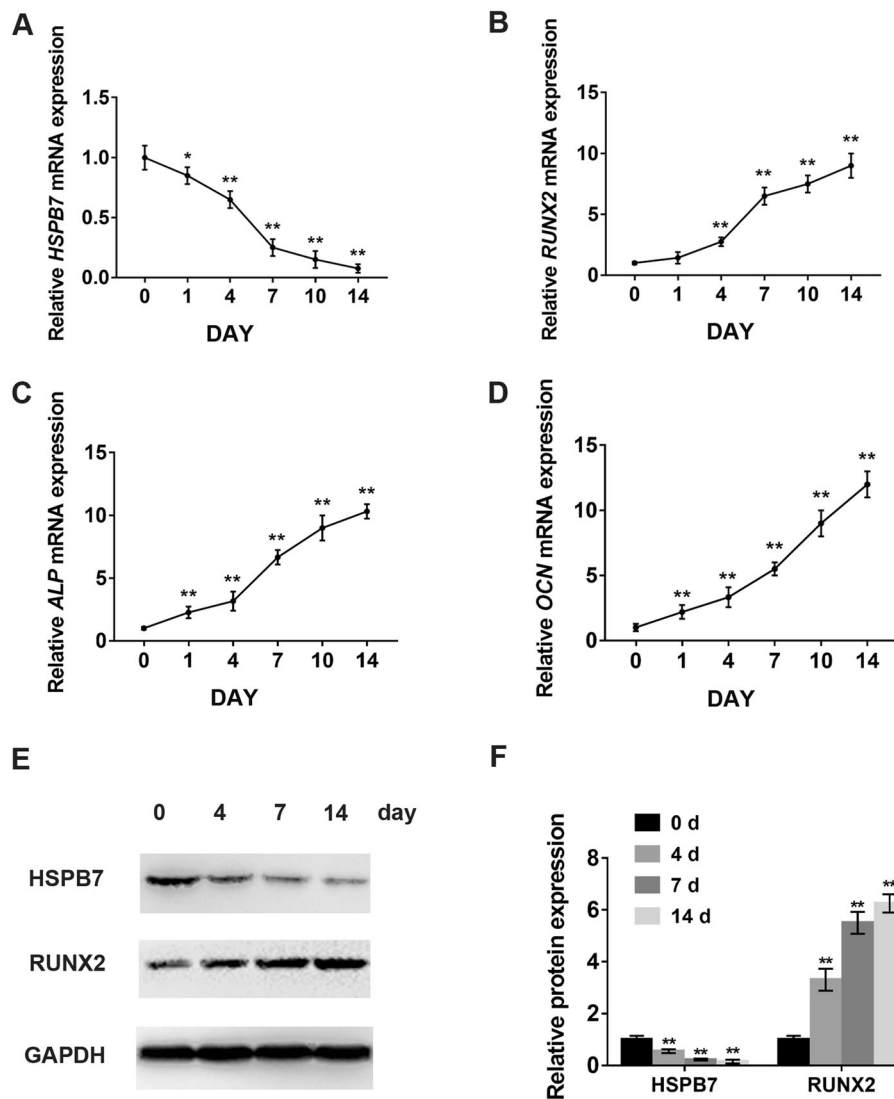 A
Relative HSPB7 mRNA expression
1.5
1.0
0.5
0.0
*
**
**
**
**
0 1 4 7 10 14
DAY
B
Relative RUNX2 mRNA expression
15
10
5
0
**
**
**
**
0 1 4 7 10 14
DAY
C
Relative ALP mRNA expression
15
10
5
0
**
**
**
**
**
0 1 4 7 10 14
DAY
D
Relative OCN mRNA expression
15
10
5
0
**
**
**
**
**
0 1 4 7 10 14
DAY
E
0 4 7 14 day
HSPB7
RUNX2
GAPDH
F
Relative protein expression
8
6
4
2
0
0 d
4 d
7 d
14 d
** ** **
** ** **
HSPB7 RUNX2